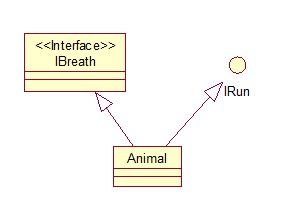 <<Interface>>
IBreath
IRun
Animal